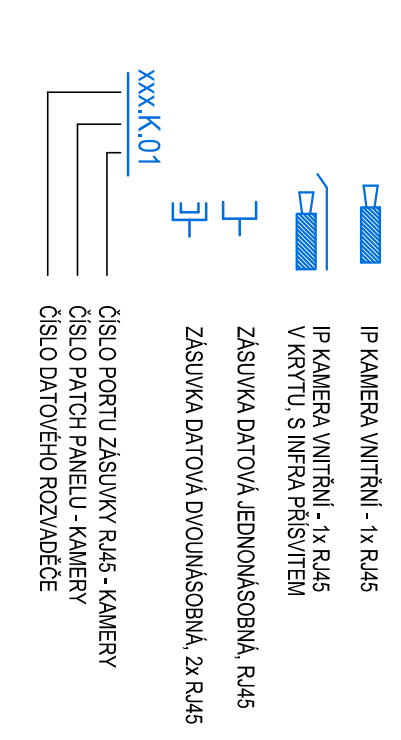 IP KAMERA VNITŘNÍ - 1x RJ45
IP KAMERA VNITŘNÍ - 1x RJ45
V KRYTU, S INFRA PŘÍSVITEM
ZÁSUVKA DATOVÁ JEDNONÁSOBNÁ, RJ45
ZÁSUVKA DATOVÁ DVOUNÁSOBNÁ, 2x RJ45
xxx.K.01
ČÍSLO PORTU ZÁSUVKY RJ45 - KAMERY
ČÍSLO PATCH PANELU - KAMERY
ČÍSLO DATOVÉHO ROZVADĚČE